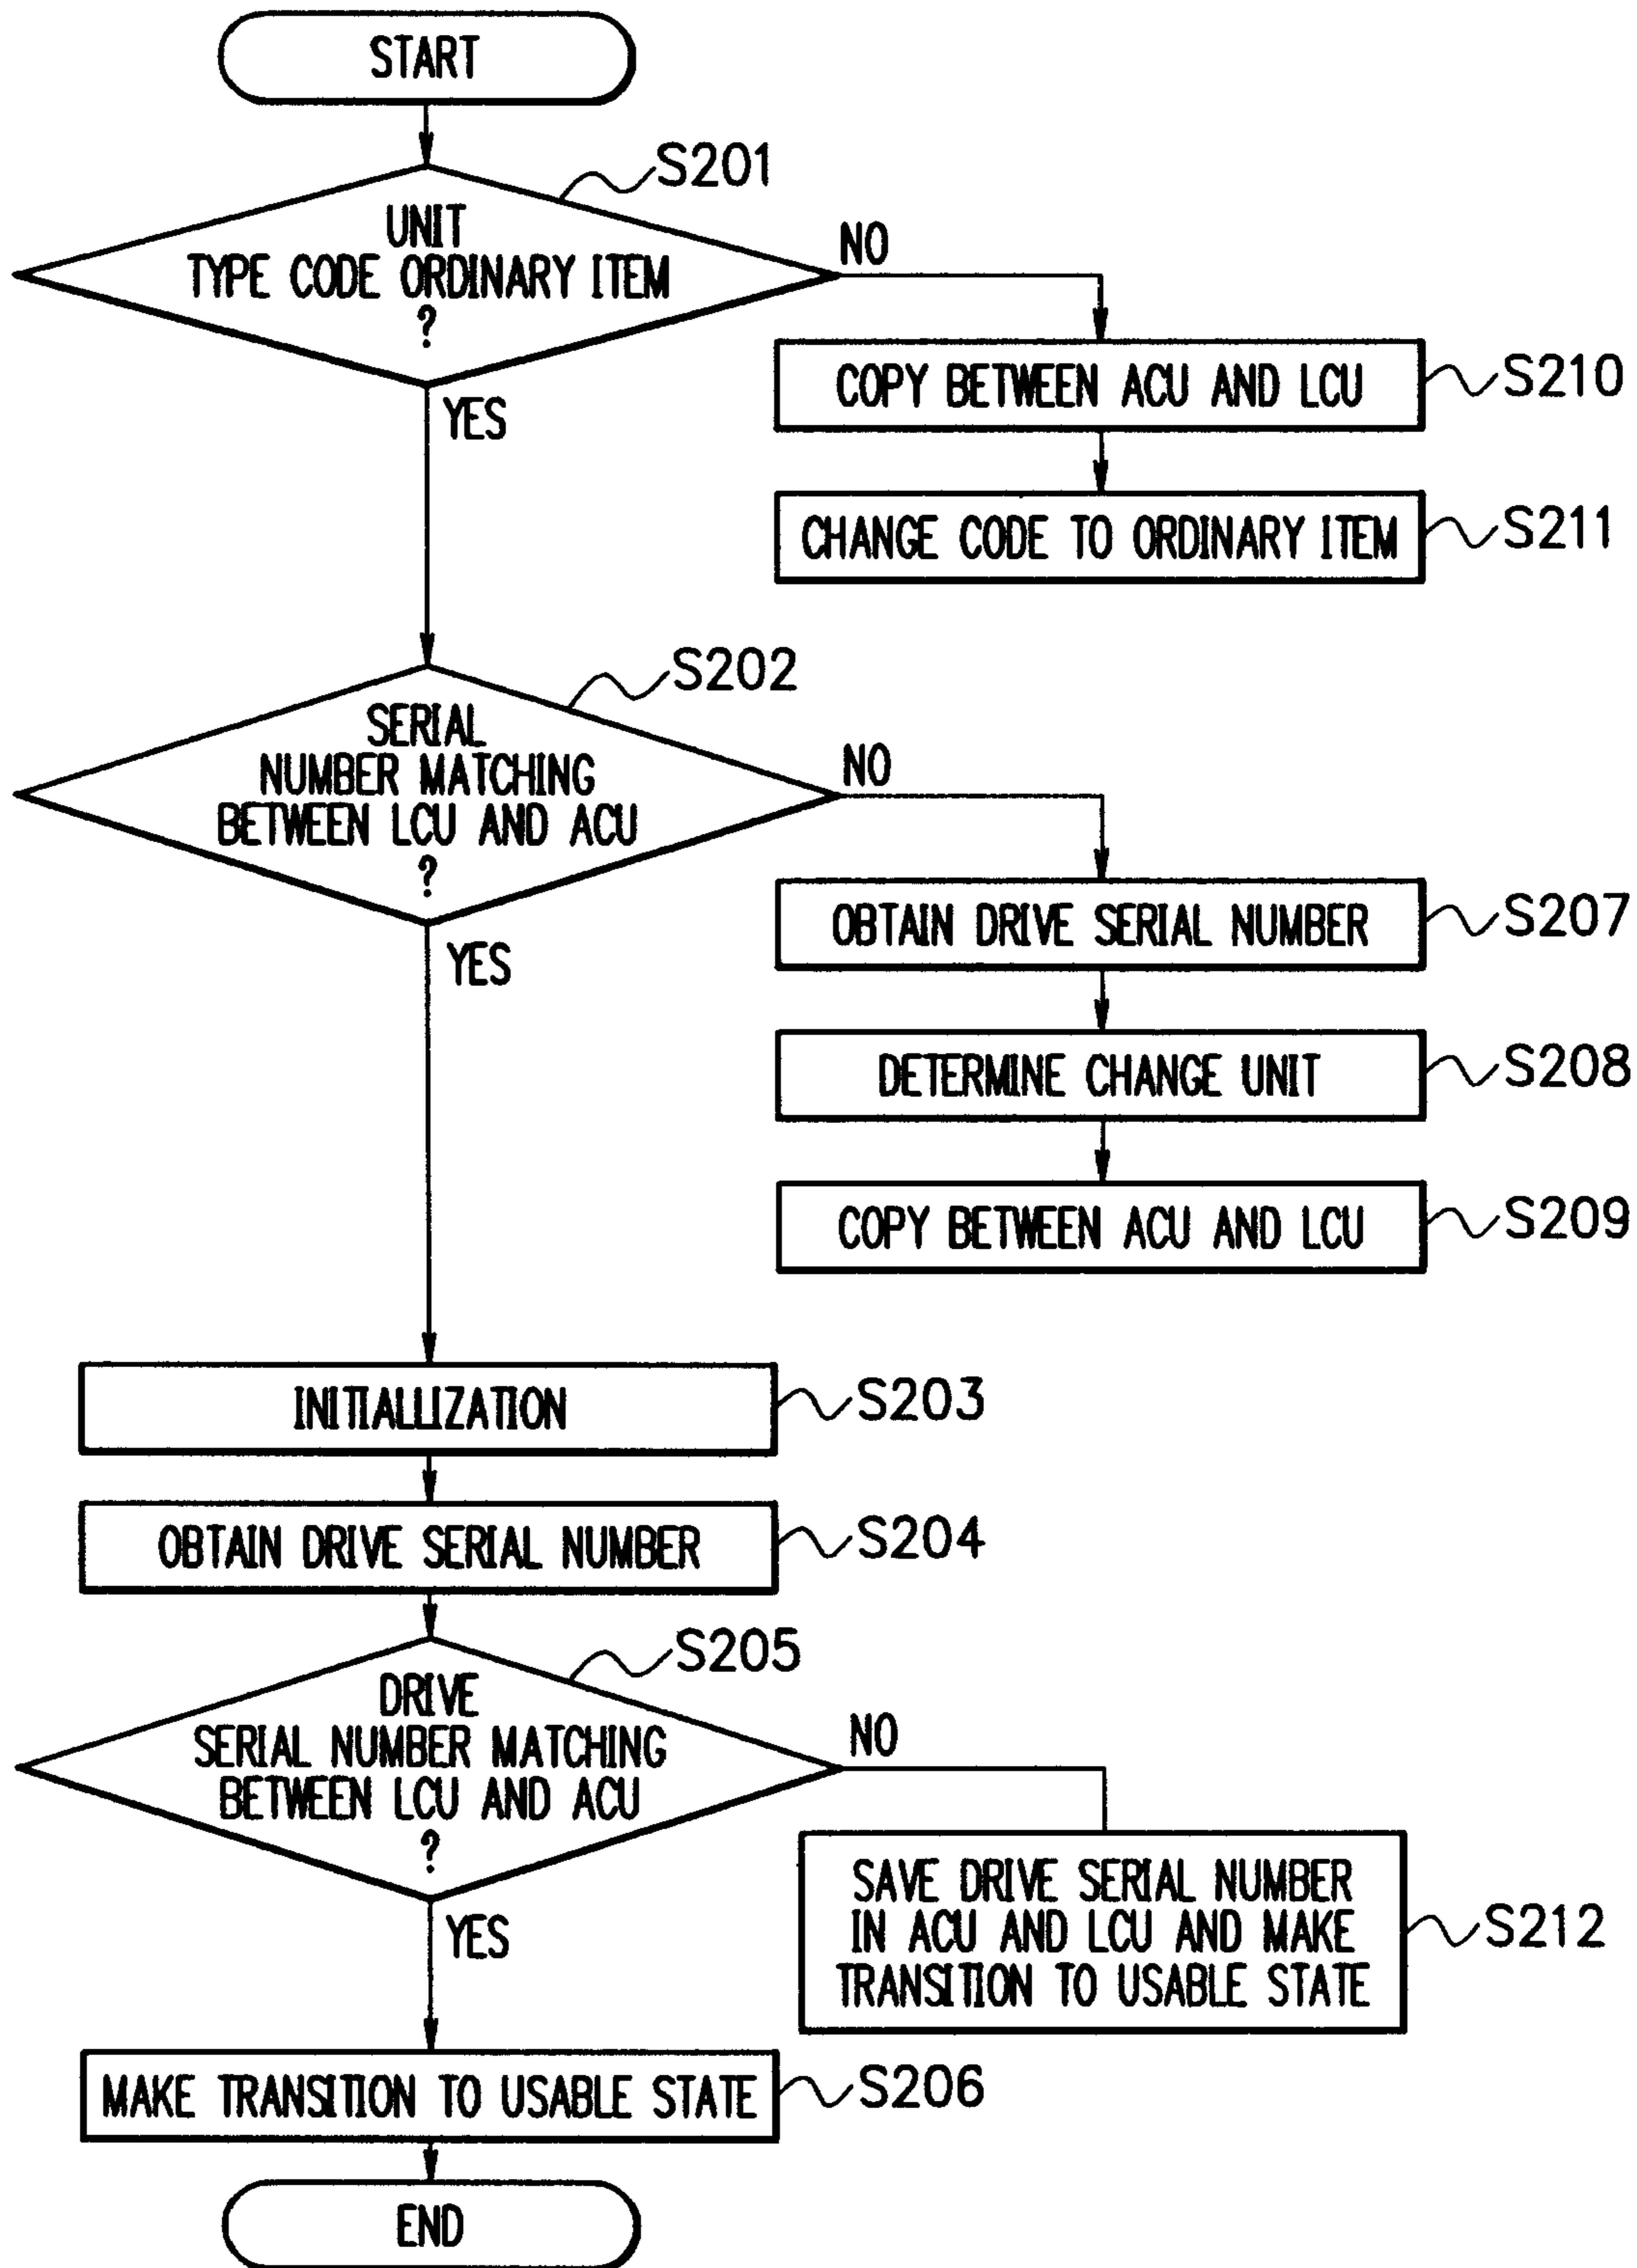 START
S201
UNIT
TYPE CODE ORDINARY ITEM
?
NO
YES
COPY BETWEEN ACU AND LCU
S210
CHANGE CODE TO ORDINARY ITEM
S211
S202
SERIAL
NUMBER MATCHING
BETWEEN LCU AND ACU
?
NO
YES
OBTAIN DRIVE SERIAL NUMBER
S207
DETERMINE CHANGE UNIT
S208
COPY BETWEEN ACU AND LCU
S209
INITIALLIZATION
S203
OBTAIN DRIVE SERIAL NUMBER
S204
S205
DRIVE
SERIAL NUMBER MATCHING
BETWEEN LCU AND ACU
?
NO
YES
SAVE DRIVE SERIAL NUMBER
IN ACU AND LCU AND MAKE
TRANSITION TO USABLE STATE
S212
MAKE TRANSITION TO USABLE STATE
S206
END